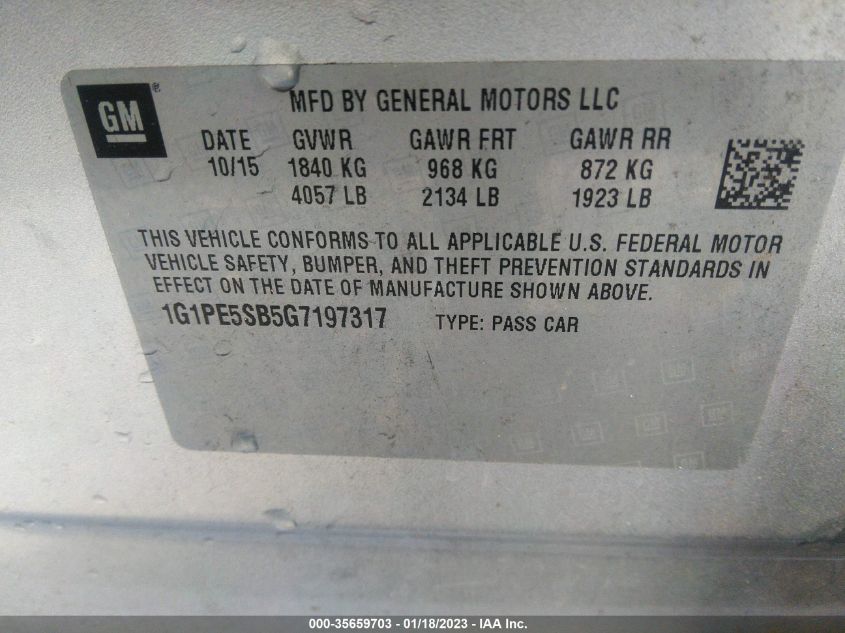 GM®
MFD BY GENERAL MOTORS LLC
DATE GVWR GAWR FRT GAWR RR
10/15 1840 KG 968 KG 872 KG
4057 LB 2134 LB 1923 LB
THIS VEHICLE CONFORMS TO ALL APPLICABLE U.S. FEDERAL MOTOR
VEHICLE SAFETY, BUMPER, AND THEFT PREVENTION STANDARDS IN
EFFECT ON THE DATE OF MANUFACTURE SHOWN ABOVE.
1G1PE5SB5G7197317 TYPE: PASS CAR
000-35659703 - 01/18/2023 - IAA Inc.